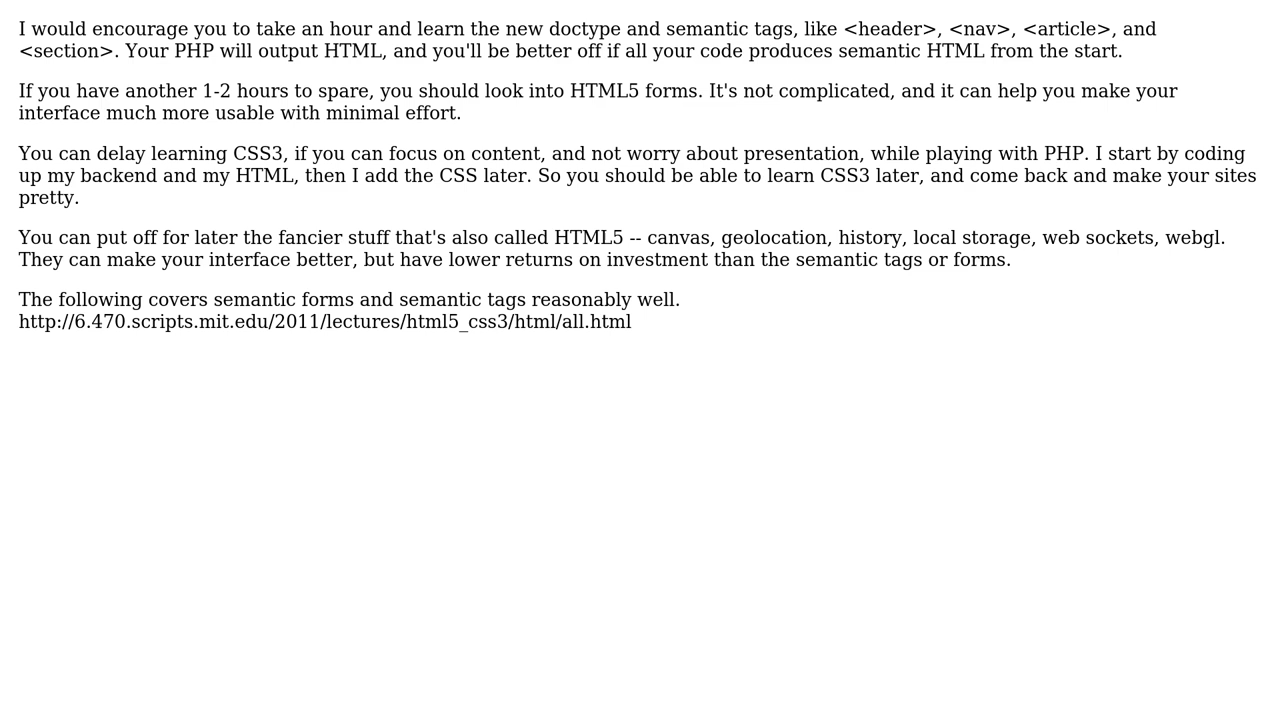 I would encourage you to take an hour and learn the new doctype and semantic tags, like <header>, <nav>, <article>, and
<section>. Your PHP will output HTML, and you'll be better off if all your code produces semantic HTML from the start.
If you have another 1-2 hours to spare, you should look into HTML5 forms. It's not complicated, and it can help you make your
interface much more usable with minimal effort.
You can delay learning CSS3, if you can focus on content, and not worry about presentation, while playing with PHP. I start by coding
up my backend and my HTML, then I add the CSS later. So you should be able to learn CSS3 later, and come back and make your sites
pretty.
You can put off for later the fancier stuff that's also called HTML5 -- canvas, geolocation, history, local storage, web sockets, webgl.
They can make your interface better, but have lower returns on investment than the semantic tags or forms.
The following covers semantic forms and semantic tags reasonably well.
http://6.470.scripts.mit.edu/2011/lectures/html5_css3/html/all.html